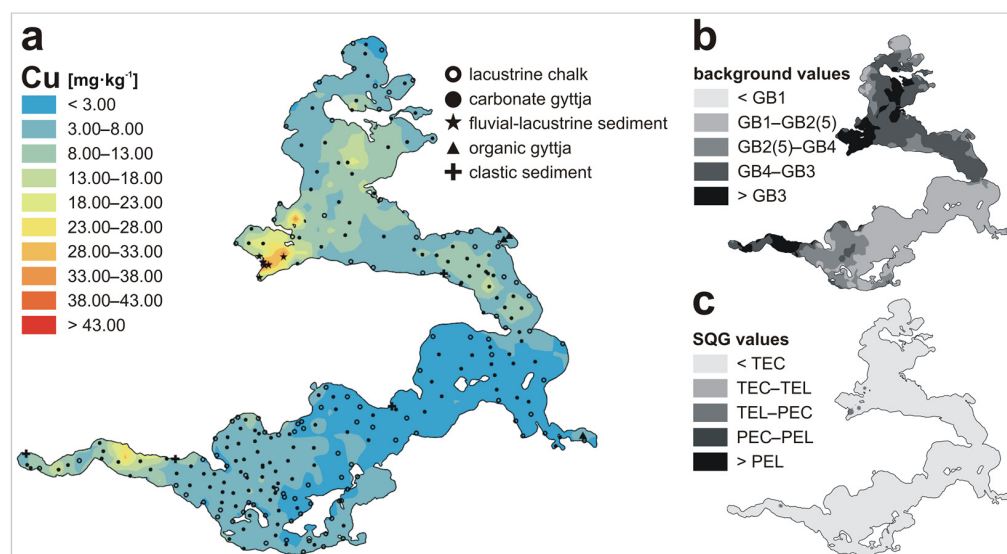 a
Cu [mg·kg⁻¹]
< 3.00
3.00–8.00
8.00–13.00
13.00–18.00
18.00–23.00
23.00–28.00
28.00–33.00
33.00–38.00
38.00–43.00
> 43.00
lacustrine chalk
carbonate gyttja
fluvial-lacustrine sediment
organic gyttja
clastic sediment
b
background values
< GB1
GB1–GB2(5)
GB2(5)–GB4
GB4–GB3
> GB3
c
SQG values
< TEC
TEC–TEL
TEL–PEC
PEC–PEL
> PEL